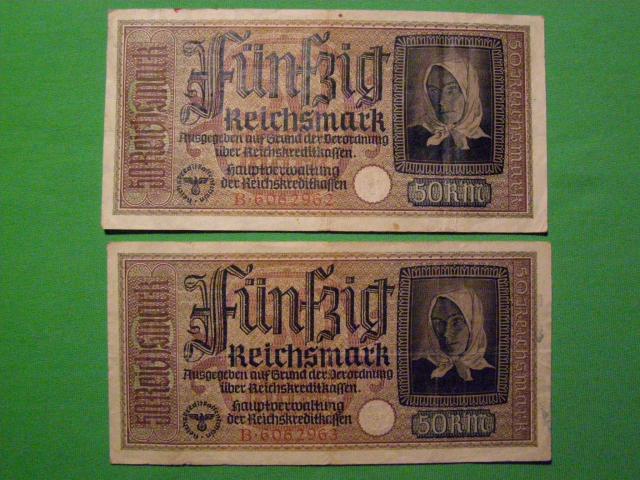 50 Reichsmark
Fünfzig
Reichsmark
Ausgegeben auf Grund der Verordnung
über Reichskreditkassen.
Hauptverwaltung
der Reichskreditkassen
B·6062962
50 RM
50 Reichsmark
50 Reichsmark
Fünfzig
Reichsmark
Ausgegeben auf Grund der Verordnung
über Reichskreditkassen.
Hauptverwaltung
der Reichskreditkassen
B·6062963
50 RM
50 Reichsmark